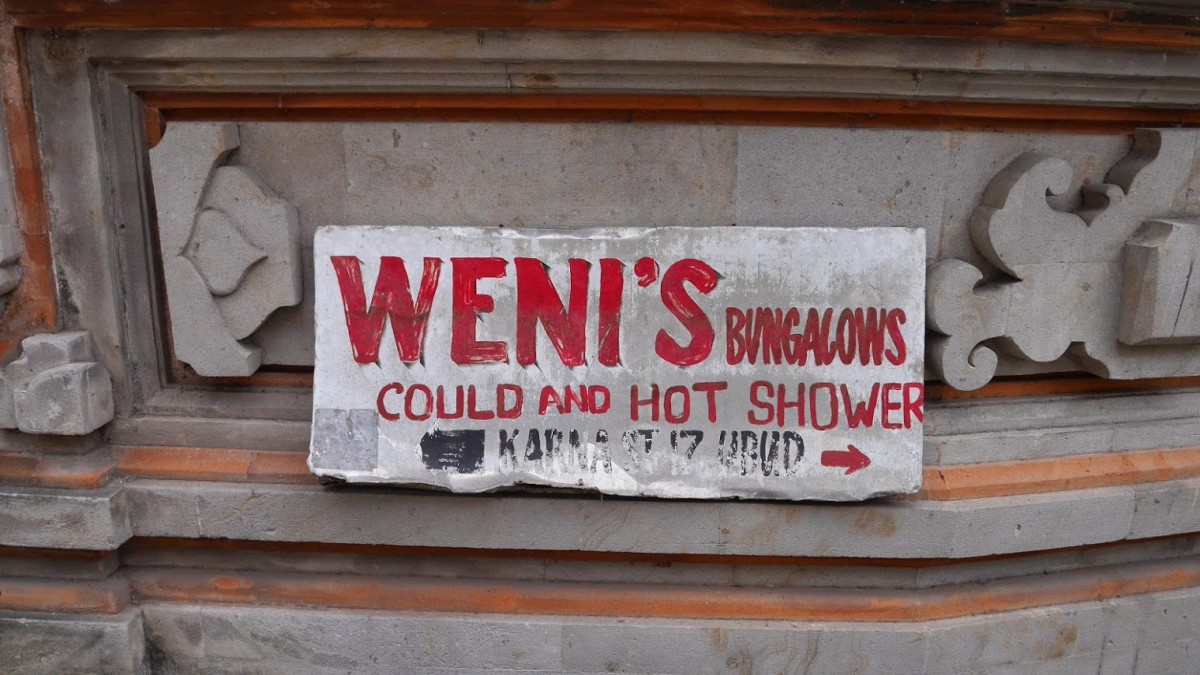 WENI'S BUNGALOWS
COULD AND HOT SHOWER
KARNA ST 17 UBUD